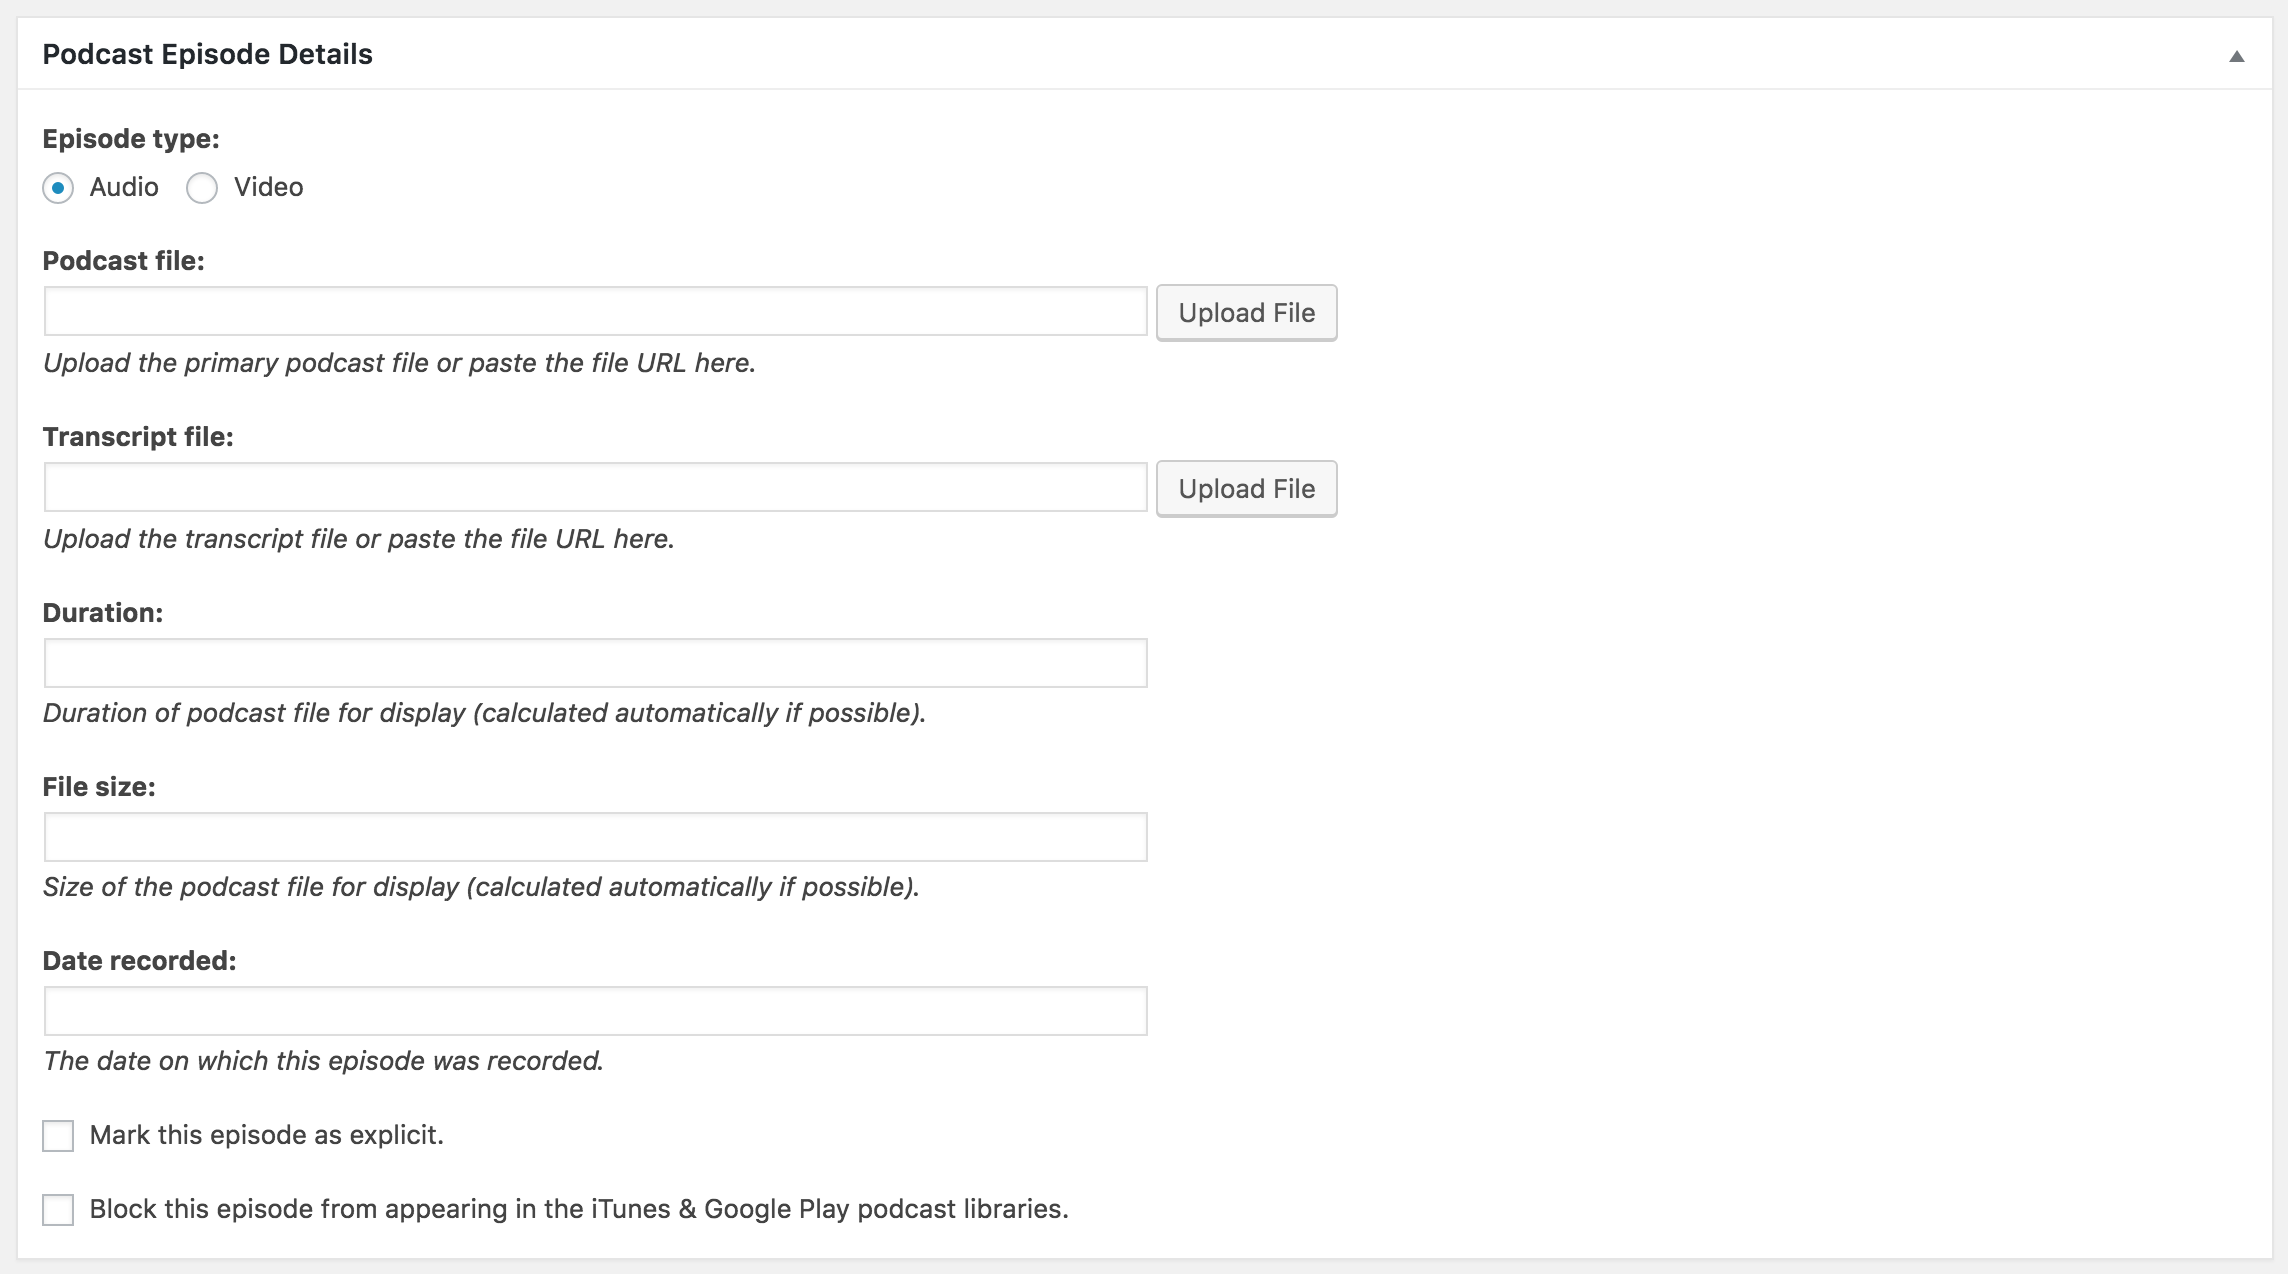 Podcast Episode Details
Episode type:
Audio Video
Podcast file:
Upload File
Upload the primary podcast file or paste the file URL here.
Transcript file:
Upload File
Upload the transcript file or paste the file URL here.
Duration:
Duration of podcast file for display (calculated automatically if possible).
File size:
Size of the podcast file for display (calculated automatically if possible).
Date recorded:
The date on which this episode was recorded.
Mark this episode as explicit.
Block this episode from appearing in the iTunes & Google Play podcast libraries.